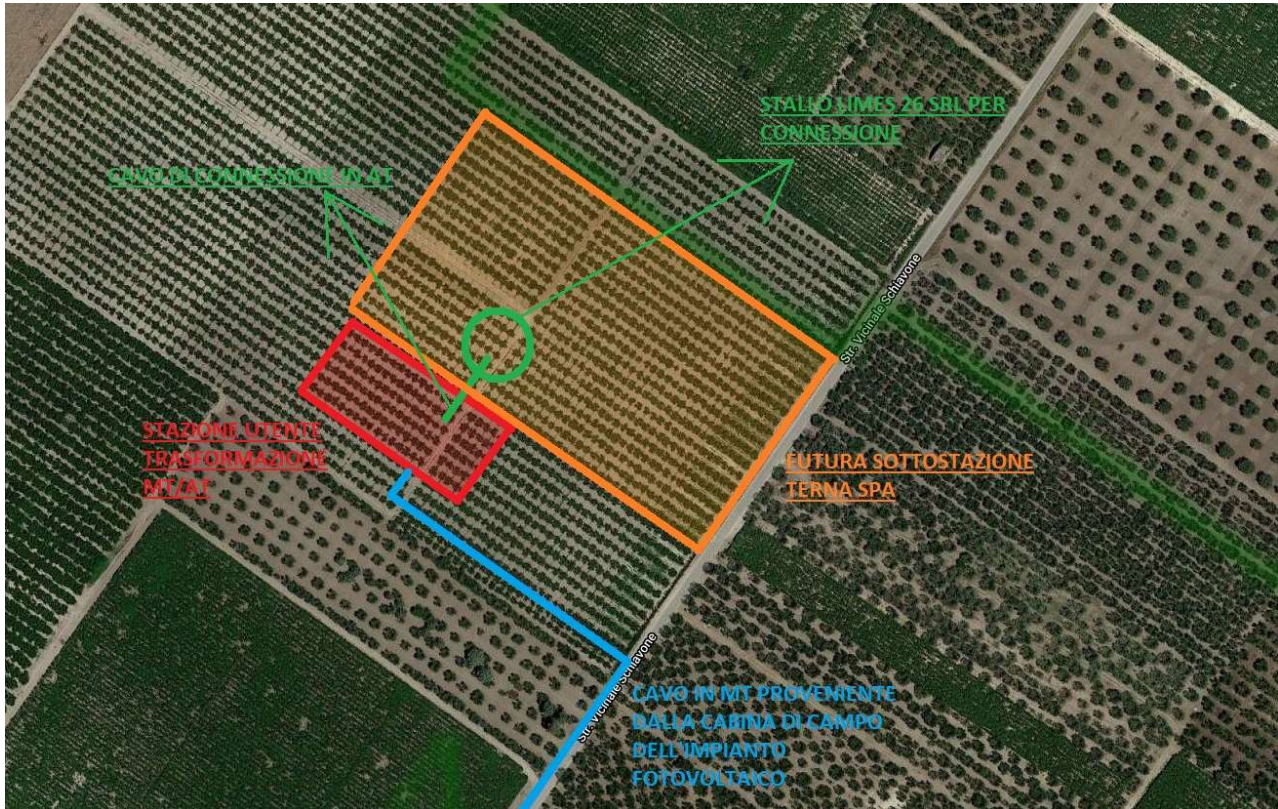 STALLO LIMES 26 SRL PER
CONNESSIONE
CAVO DI CONNESSIONE IN AT
Str. Vicinale Schiavone
STAZIONE UTENTE
TRASFORMAZIONE
MT/AT
FUTURA SOTTOSTAZIONE
TERNA SPA
Str. Vicinale Schiavone
CAVO IN MT PROVENIENTE
DALLA CABINA DI CAMPO
DELL'IMPIANTO
FOTOVOLTAICO